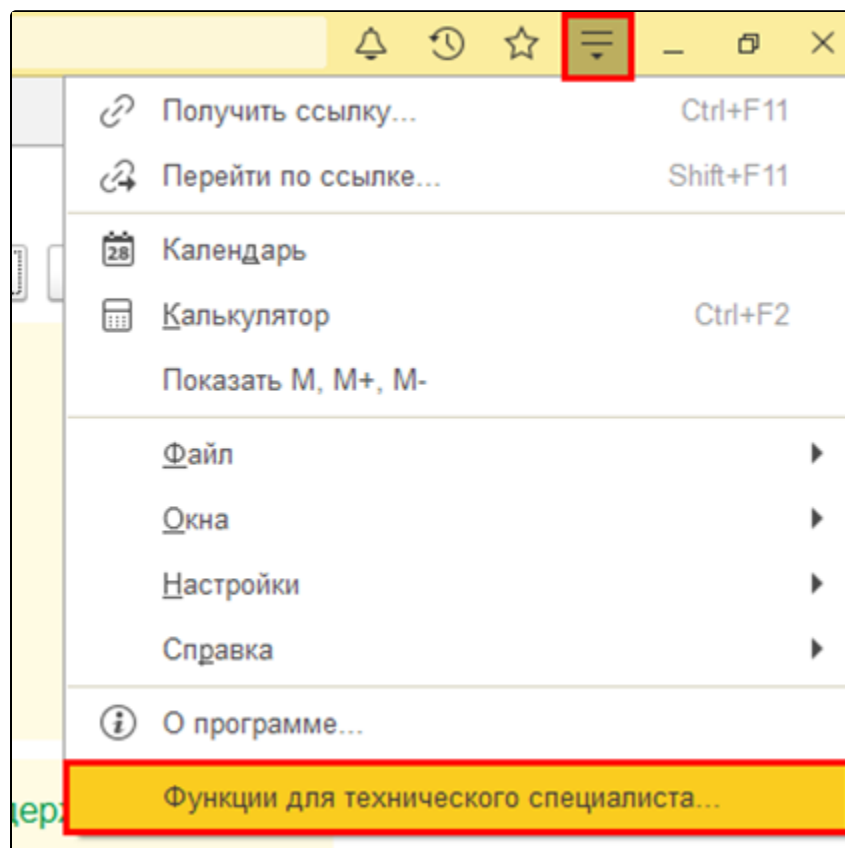 Получить ссылку... Ctrl+F11
Перейти по ссылке... Shift+F11
28 Календарь
Калькулятор Ctrl+F2
Показать M, M+, M-
Файл
Окна
Настройки
Справка
О программе...
Функции для технического специалиста...